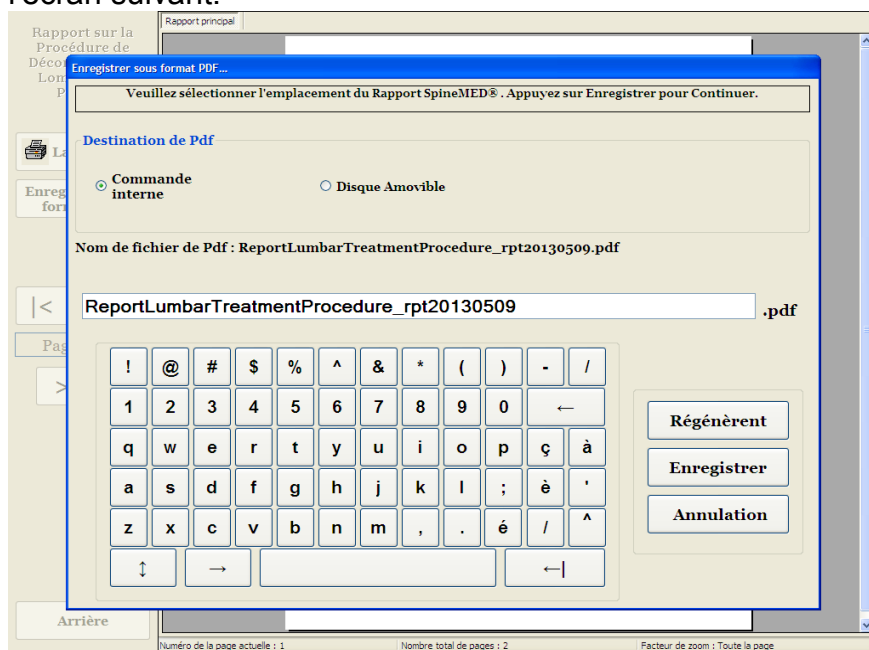 l'écran suivant.
Rapport principal
Rapport sur la
Procédure de
Enregistrer sous format PDF...
Veuillez sélectionner l'emplacement du Rapport SpineMED® . Appuyez sur Enregistrer pour Continuer.
Destination de Pdf
Commande
interne
Disque Amovible
Nom de fichier de Pdf : ReportLumbarTreatmentProcedure_rpt20130509.pdf
ReportLumbarTreatmentProcedure_rpt20130509
.pdf
|<
>
! @ # $ % ^ & * ( ) - /
1 2 3 4 5 6 7 8 9 0 ←
q w e r t y u i o p ç à
a s d f g h j k l ; è '
z x c v b n m , . é / ^
↕ → ←|
Régénèrent
Enregistrer
Annulation
Arrière
Numéro de la page actuelle : 1
Nombre total de pages : 2
Facteur de zoom : Toute la page